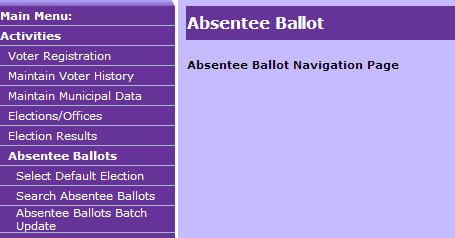 Main Menu:
Activities
Voter Registration
Maintain Voter History
Maintain Municipal Data
Elections/Offices
Election Results
Absentee Ballots
Select Default Election
Search Absentee Ballots
Absentee Ballots Batch
Update
Absentee Ballot
Absentee Ballot Navigation Page